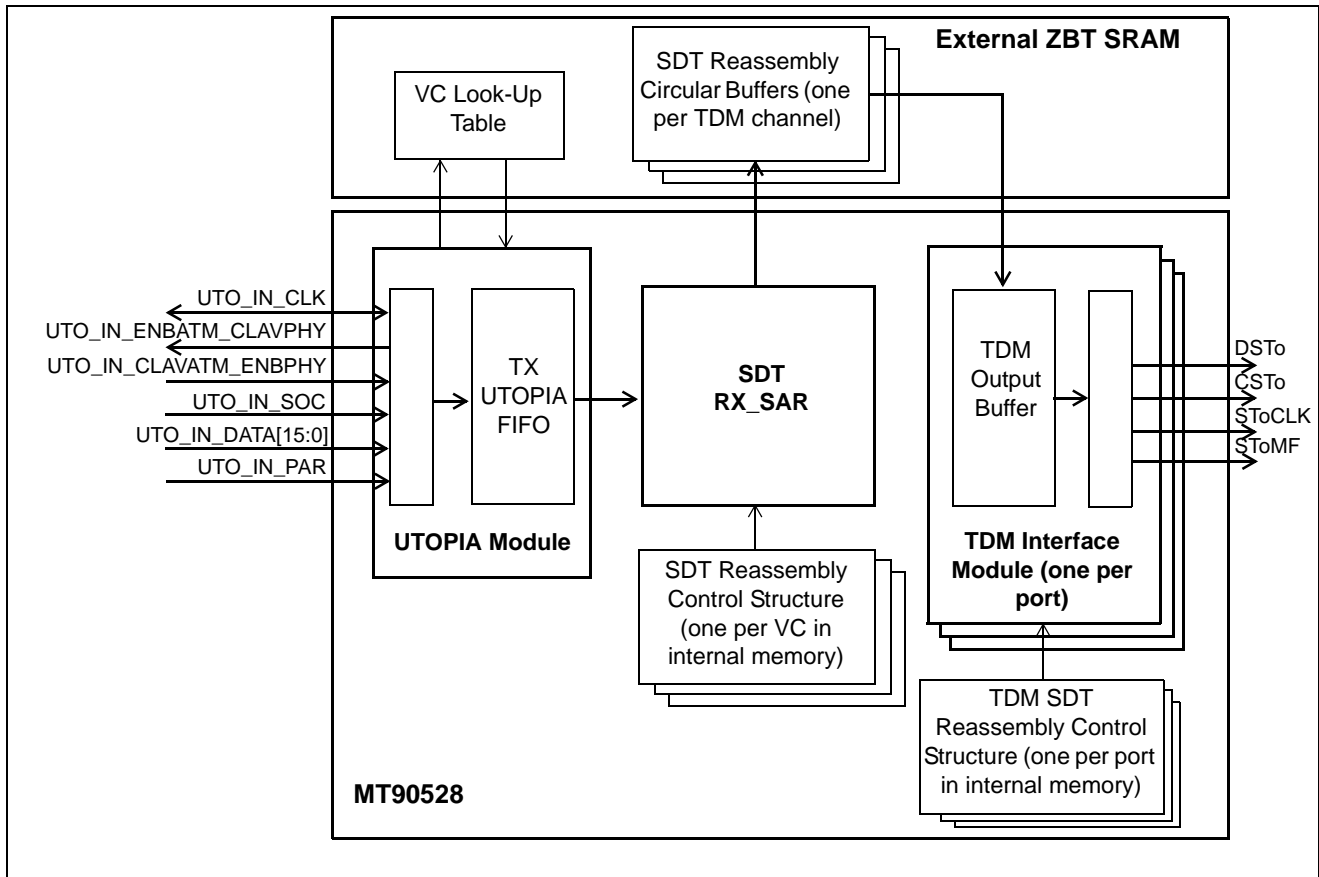 External ZBT SRAM
SDT Reassembly
Circular Buffers (one
per TDM channel)
VC Look-Up
Table
UTO_IN_CLK
UTO_IN_ENBATM_CLAVPHY
UTO_IN_CLAVATM_ENBPHY
UTO_IN_SOC
UTO_IN_DATA[15:0]
UTO_IN_PAR
TX
UTOPIA
FIFO
UTOPIA Module
SDT
RX_SAR
SDT Reassembly
Control Structure
(one per VC in
internal memory)
TDM
Output
Buffer
TDM Interface
Module (one per
port)
DSTo
CSTo
SToCLK
SToMF
TDM SDT
Reassembly Control
Structure (one per port
in internal memory)
MT90528